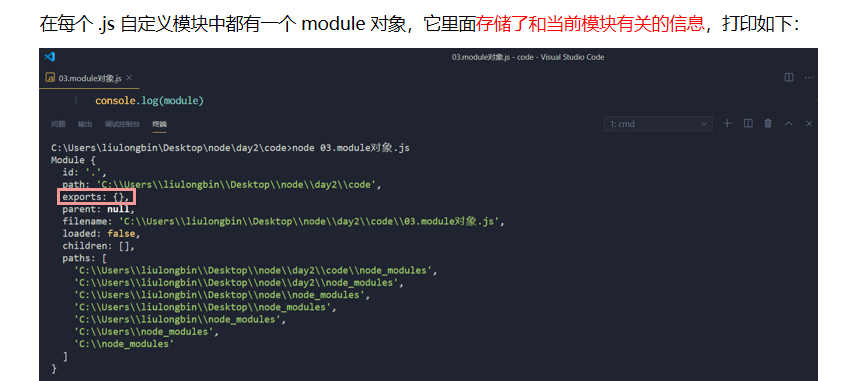 在每个 .js 自定义模块中都有一个 module 对象，它里面存储了和当前模块有关的信息，打印如下：
03.module对象.js - code - Visual Studio Code
03.module对象.js ×
1 console.log(module)
问题 输出 调试控制台 终端 1: cmd
C:\Users\liulongbin\Desktop\node\day2\code>node 03.module对象.js
Module {
id: '.',
path: 'C:\\Users\\liulongbin\\Desktop\\node\\day2\\code',
exports: {},
parent: null,
filename: 'C:\\Users\\liulongbin\\Desktop\\node\\day2\\code\\03.module对象.js',
loaded: false,
children: [],
paths: [
'C:\\Users\\liulongbin\\Desktop\\node\\day2\\code\\node_modules',
'C:\\Users\\liulongbin\\Desktop\\node\\day2\\node_modules',
'C:\\Users\\liulongbin\\Desktop\\node\\node_modules',
'C:\\Users\\liulongbin\\Desktop\\node_modules',
'C:\\Users\\liulongbin\\node_modules',
'C:\\Users\\node_modules',
'C:\\node_modules'
]
}